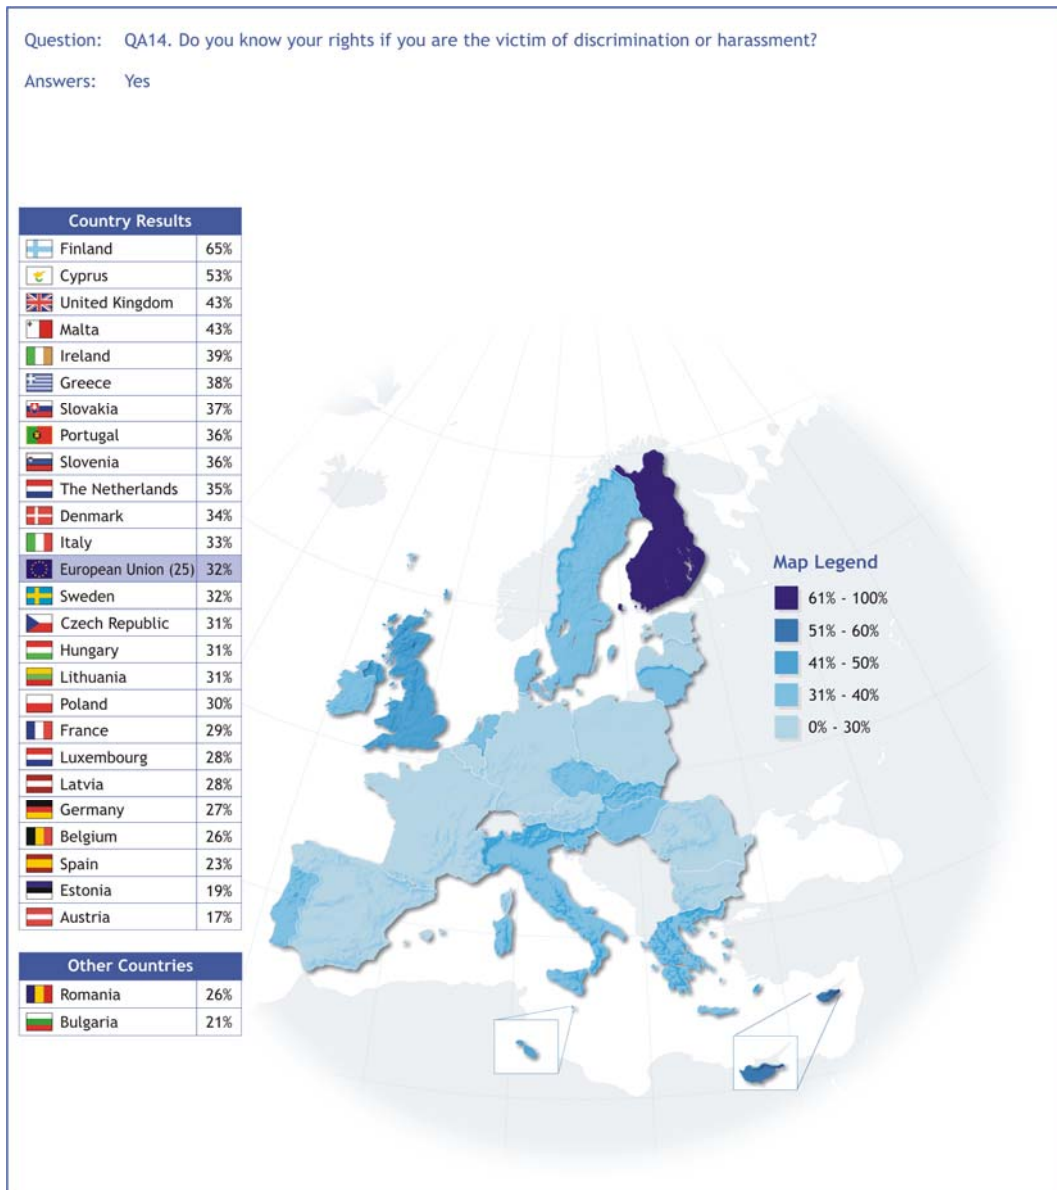 Question: QA14. Do you know your rights if you are the victim of discrimination or harassment?
Answers: Yes
Country Results
Finland 65%
Cyprus 53%
United Kingdom 43%
Malta 43%
Ireland 39%
Greece 38%
Slovakia 37%
Portugal 36%
Slovenia 36%
The Netherlands 35%
Denmark 34%
Italy 33%
European Union (25) 32%
Sweden 32%
Czech Republic 31%
Hungary 31%
Lithuania 31%
Poland 30%
France 29%
Luxembourg 28%
Latvia 28%
Germany 27%
Belgium 26%
Spain 23%
Estonia 19%
Austria 17%
Other Countries
Romania 26%
Bulgaria 21%
Map Legend
61% - 100%
51% - 60%
41% - 50%
31% - 40%
0% - 30%